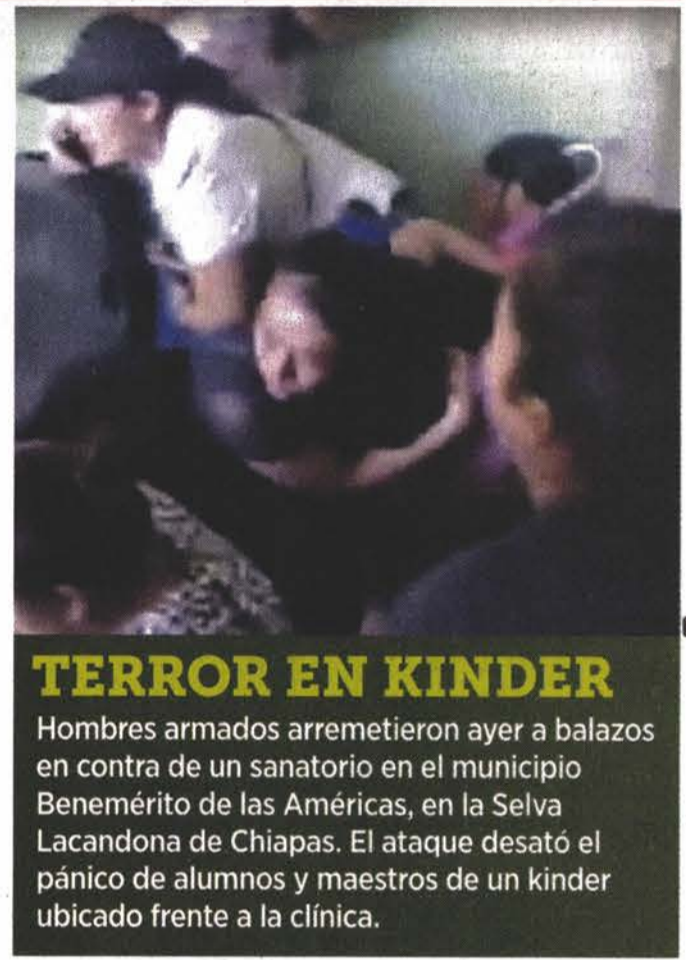 TERROR EN KINDER
Hombres armados arremetieron ayer a balazos
en contra de un sanatorio en el municipio
Benemérito de las Américas, en la Selva
Lacandona de Chiapas. El ataque desató el
pánico de alumnos y maestros de un kinder
ubicado frente a la clínica.